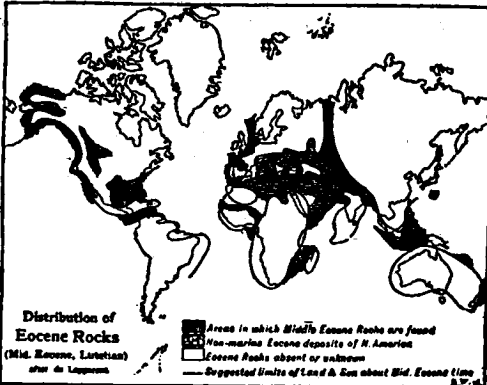 Distribution of
Eocene Rocks
(Mid. Eocene, Lutetian)
after de Lapparent
Areas in which Middle Eocene Rocks are found
Non-marine Eocene deposits of N. America
Eocene Rocks absent or unknown
Suggested limits of Land & Sea about Mid. Eocene time